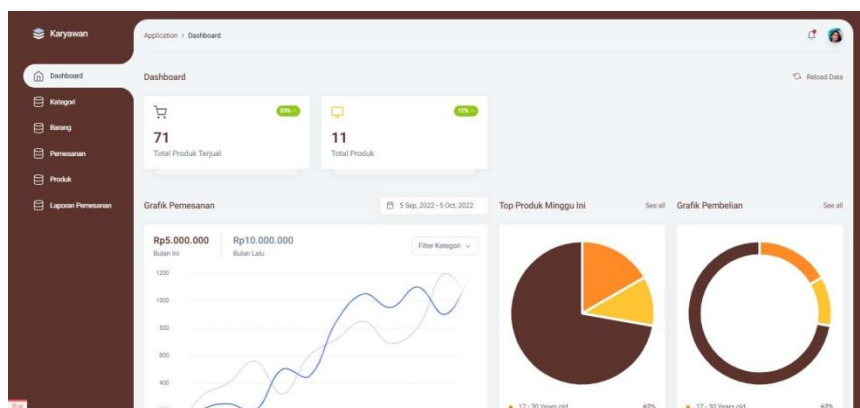 Karyawan
Application > Dashboard
Dashboard
Kategori
Barang
Pemesanan
Produk
Laporan Pemesanan
Dashboard
Reload Data
33%
71
Total Produk Terjual
12%
11
Total Produk
Grafik Pemesanan
5 Sep, 2022 - 5 Oct, 2022
Rp5.000.000
Bulan Ini
Rp10.000.000
Bulan Lalu
Filter Kategori
1200
1000
800
600
400
Top Produk Minggu Ini
See all
17 - 30 Years old
62%
Grafik Pembelian
See all
17 - 30 Years old
62%